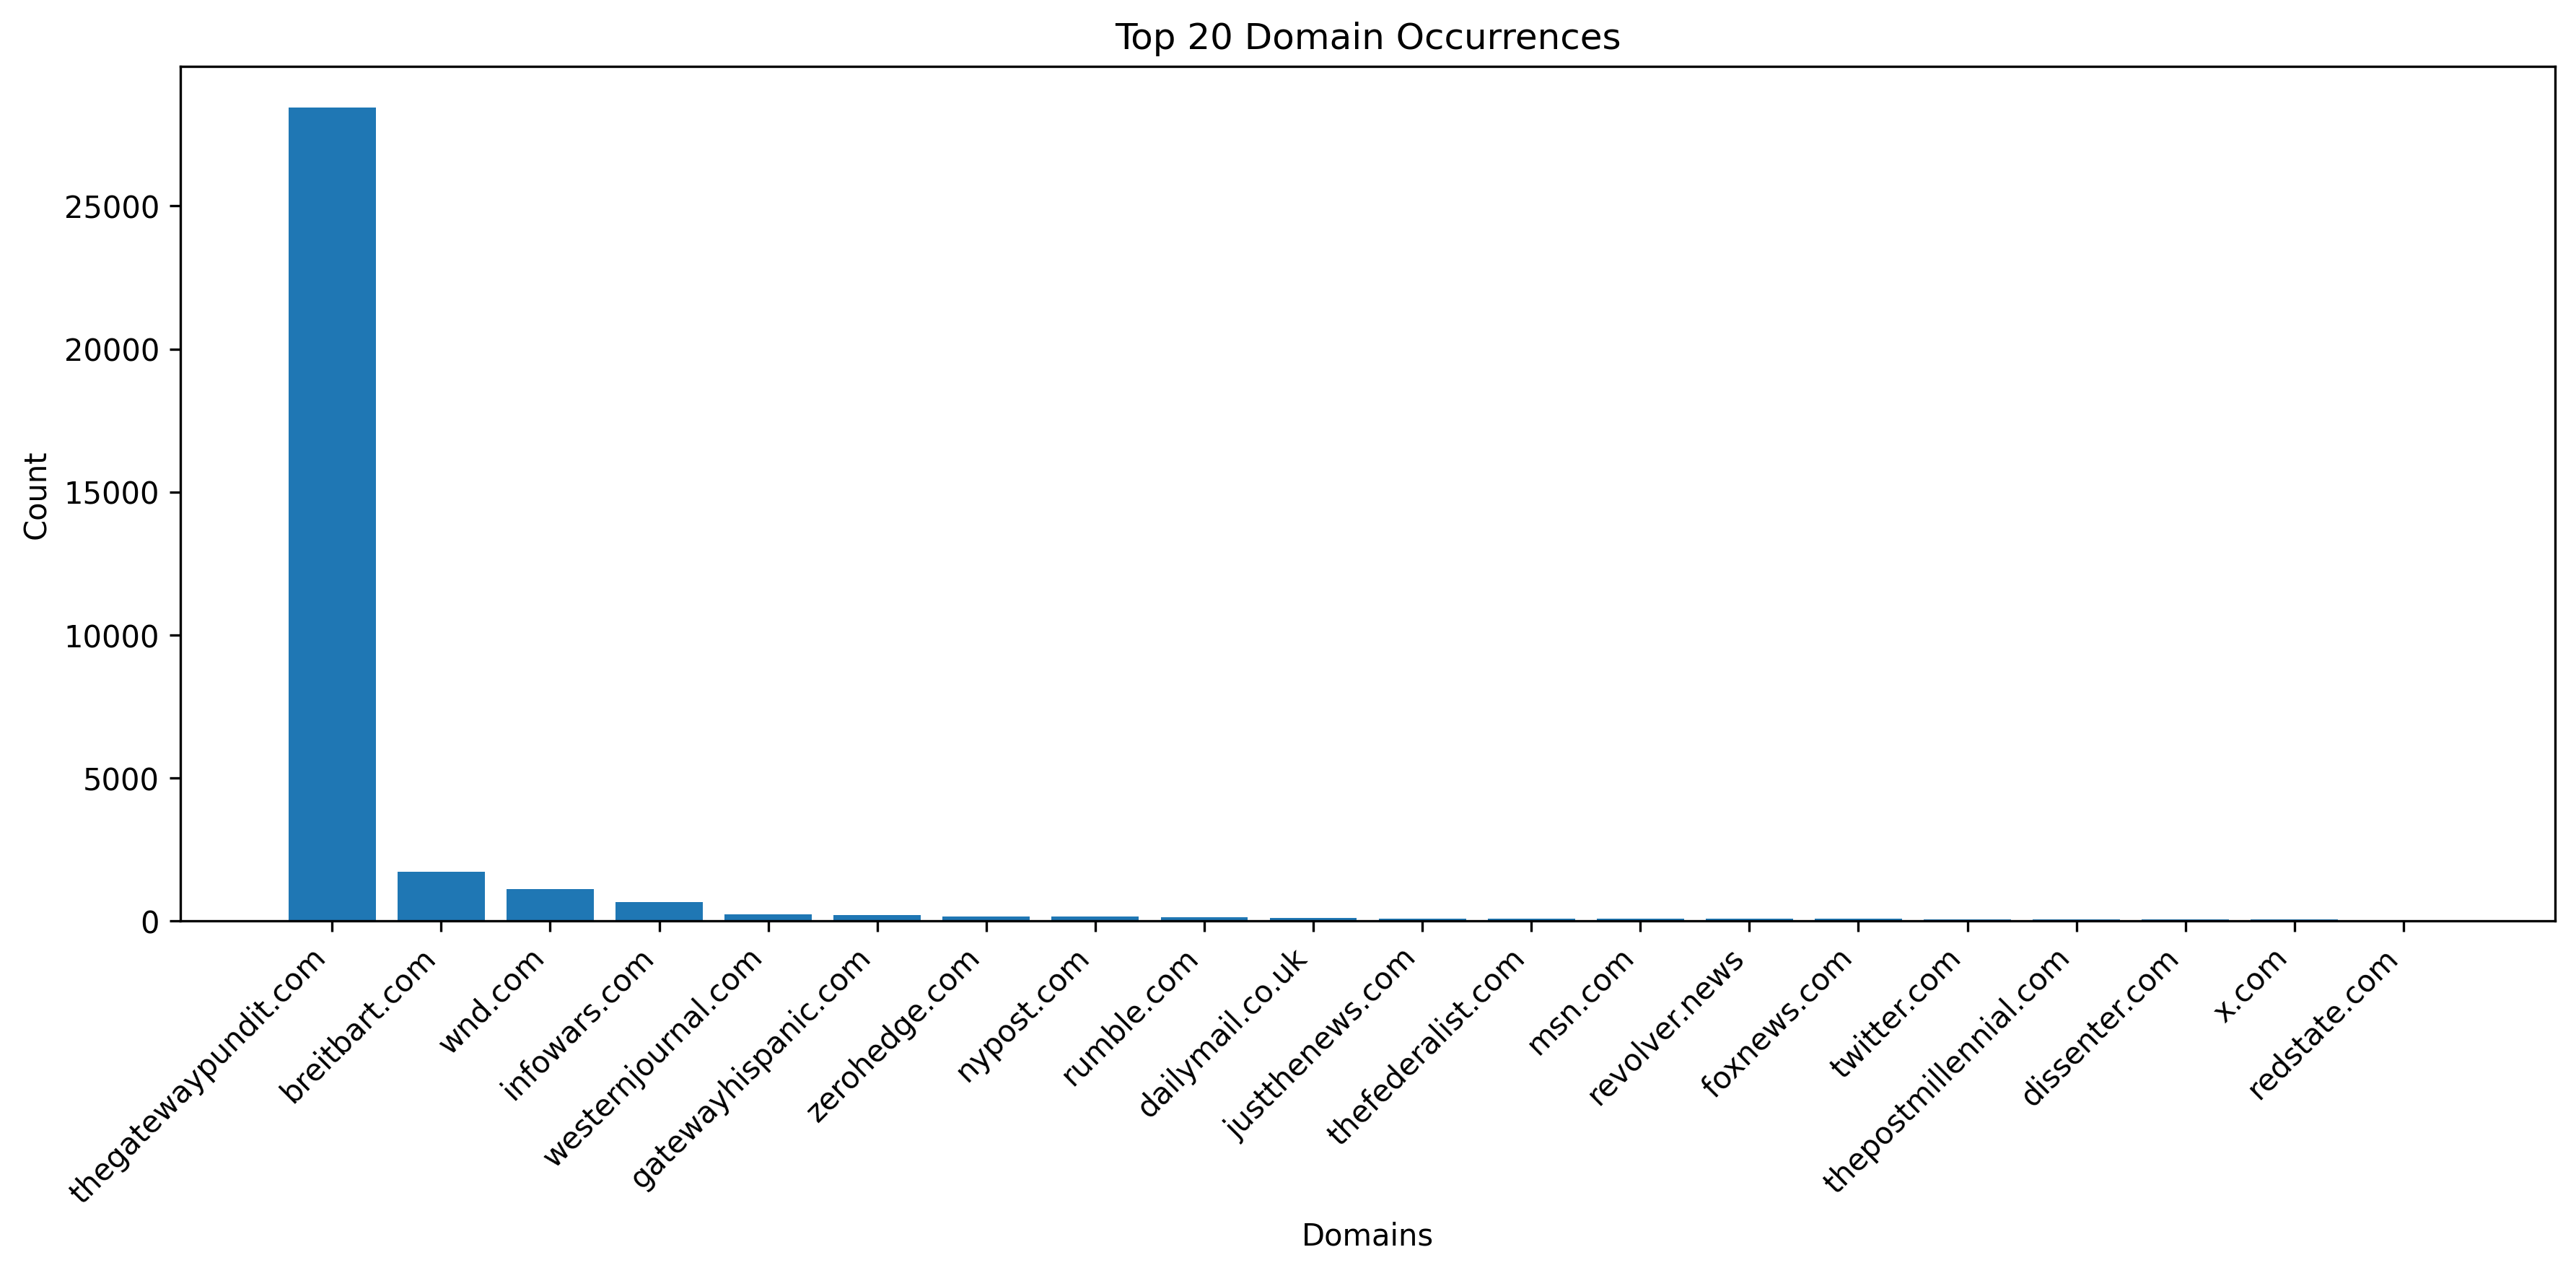 Top 20 Domain Occurrences
Count
25000
20000
15000
10000
5000
0
thegatewaypundit.com
breitbart.com
wnd.com
infowars.com
westernjournal.com
gatewayhispanic.com
zerohedge.com
nypost.com
rumble.com
dailymail.co.uk
justthenews.com
thefederalist.com
msn.com
revolver.news
foxnews.com
twitter.com
thepostmillennial.com
dissenter.com
x.com
redstate.com
Domains